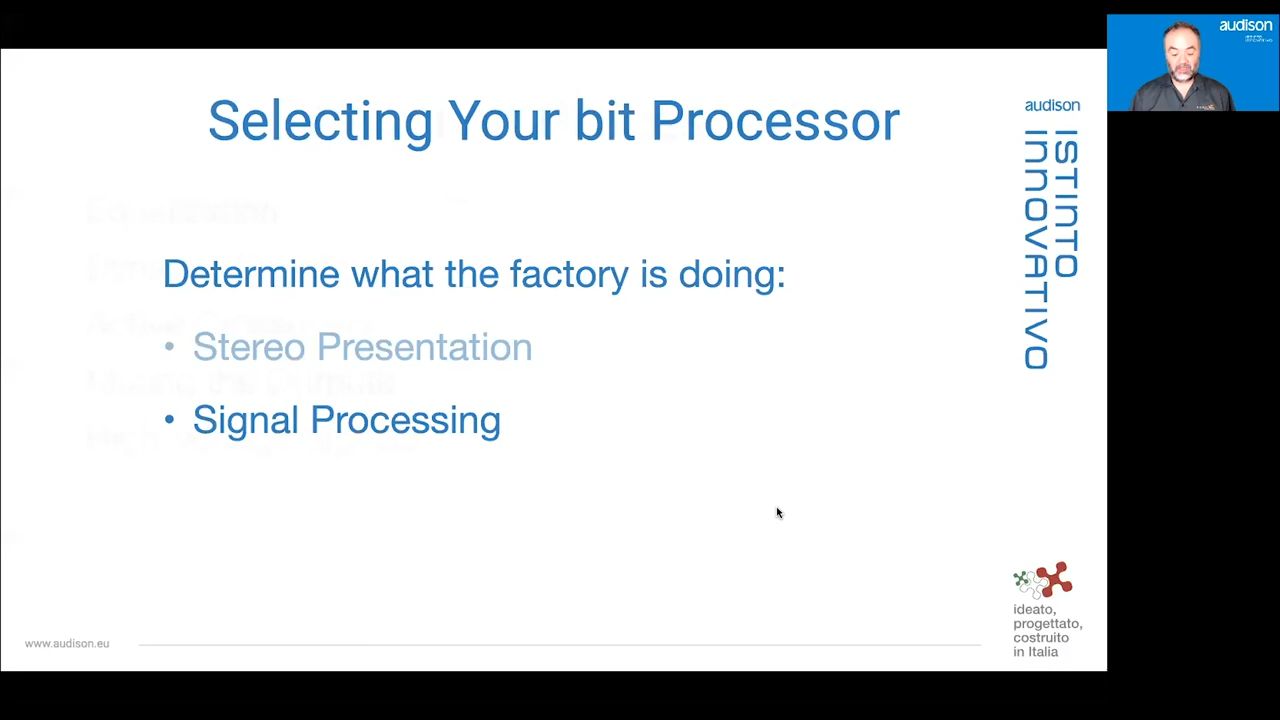 Selecting Your bit Processor
Determine what the factory is doing:
• Stereo Presentation
• Signal Processing
audison
ISTINTO
INNOVATIVO
ideato,
progettato,
costruito
in Italia
www.audison.eu
audison